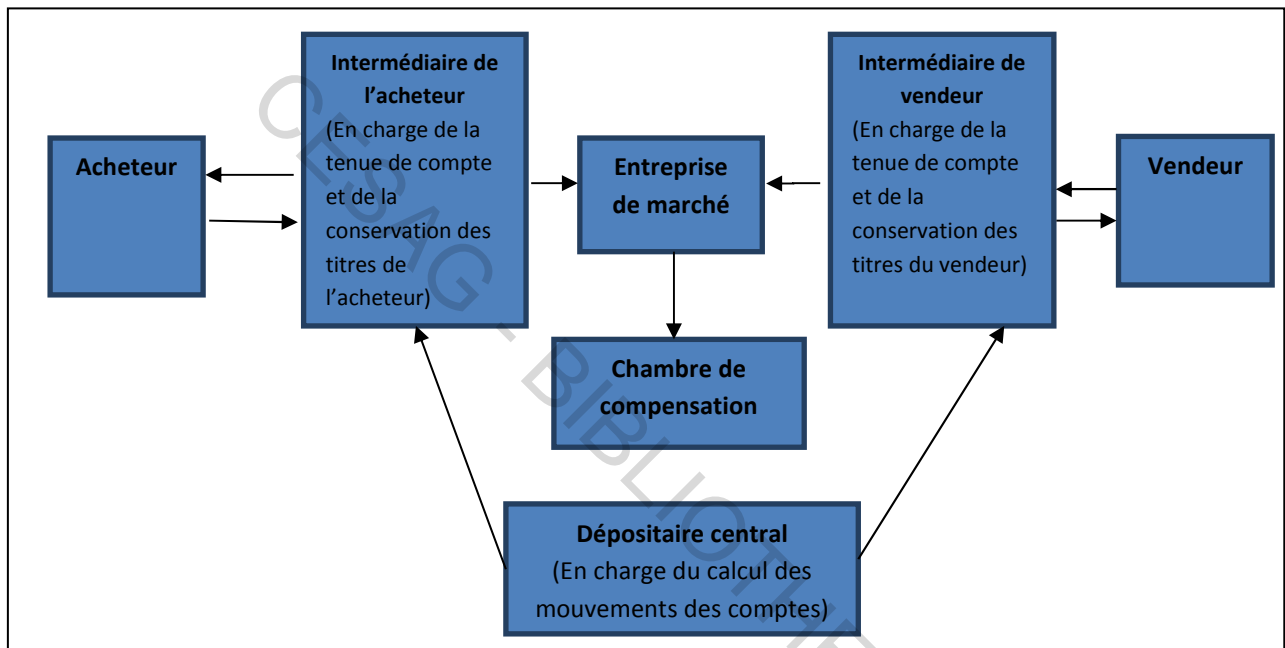 Intermédiaire de
l’acheteur
(En charge de la
tenue de compte
et de la
conservation des
titres de
l’acheteur)
Intermédiaire de
vendeur
(En charge de la
tenue de compte
et de la
conservation des
titres du vendeur)
Acheteur
Entreprise
de marché
Vendeur
Chambre de
compensation
Dépositaire central
(En charge du calcul des
mouvements des comptes)
CESAG - BIBLIOTHE